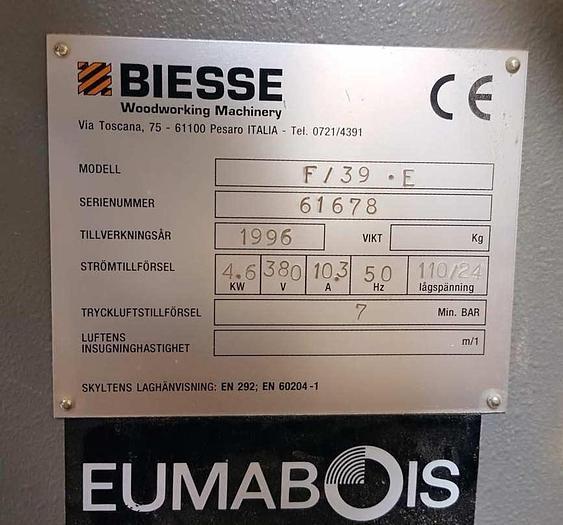 BIESSE
Woodworking Machinery
CE
Via Toscana, 75 - 61100 Pesaro ITALIA - Tel. 0721/4391
MODELL F/39 •E
SERIENUMMER 61678
TILLVERKNINGSÅR 1996 VIKT Kg
STRÖMTILLFÖRSEL 4.6 380 10.3 50 110/24
KW V A Hz lågspänning
TRYCKLUFTSTILLFÖRSEL 7 Min. BAR
LUFTENS
INSUGNINGHASTIGHET m/1
SKYLTENS LAGHÄNVISNING: EN 292; EN 60204-1
EUMABOIS